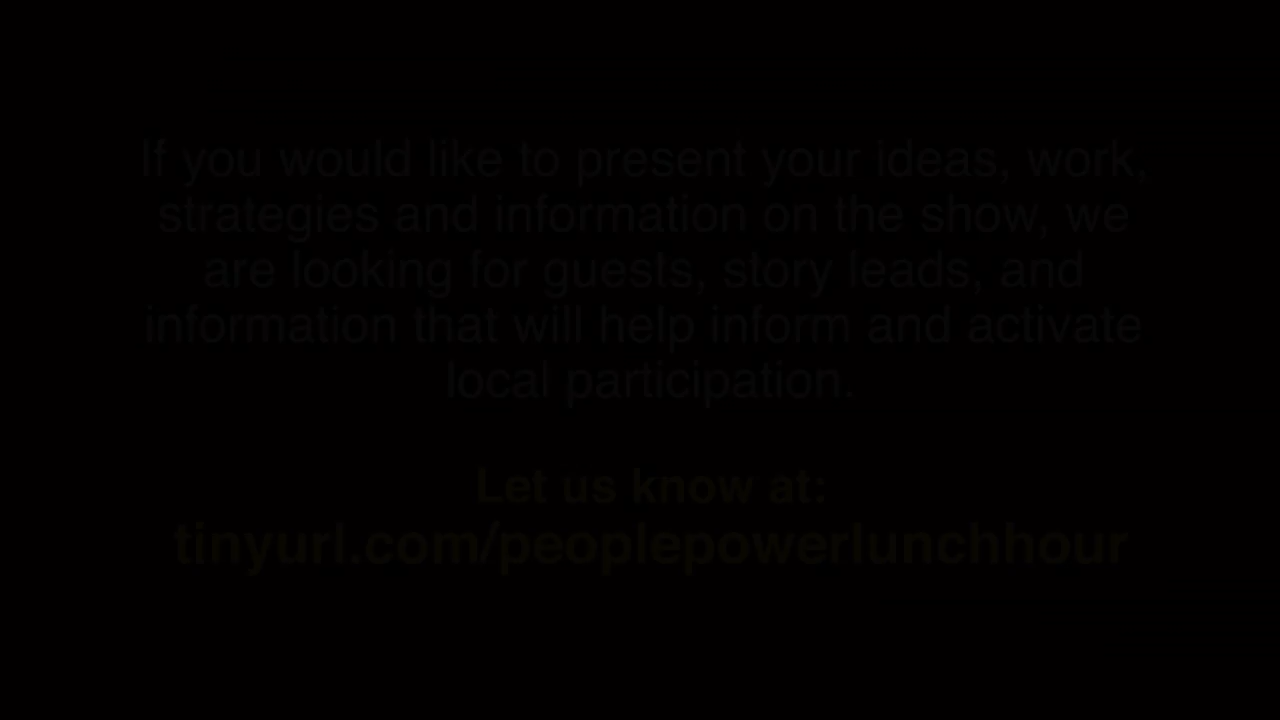 If you would like to present your ideas, work,
strategies and information on the show, we
are looking for guests, story leads, and
information that will help inform and activate
local participation.
Let us know at:
tinyurl.com/peoplepowerlunchhour